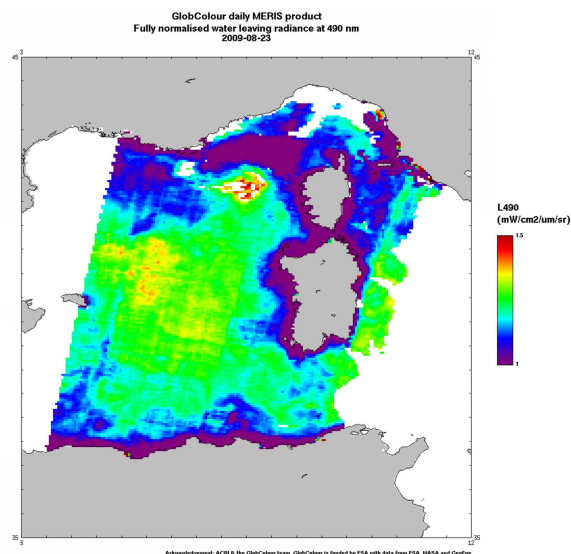 GlobColour daily MERIS product
Fully normalised water leaving radiance at 490 nm
2009-08-23
3
12
45
45
L490
(mW/cm2/um/sr)
1.5
1
35
35
3
12
Acknowledgment: ACRI & the GlobColour team. GlobColour is funded by ESA with data from ESA, NASA and GeoEye